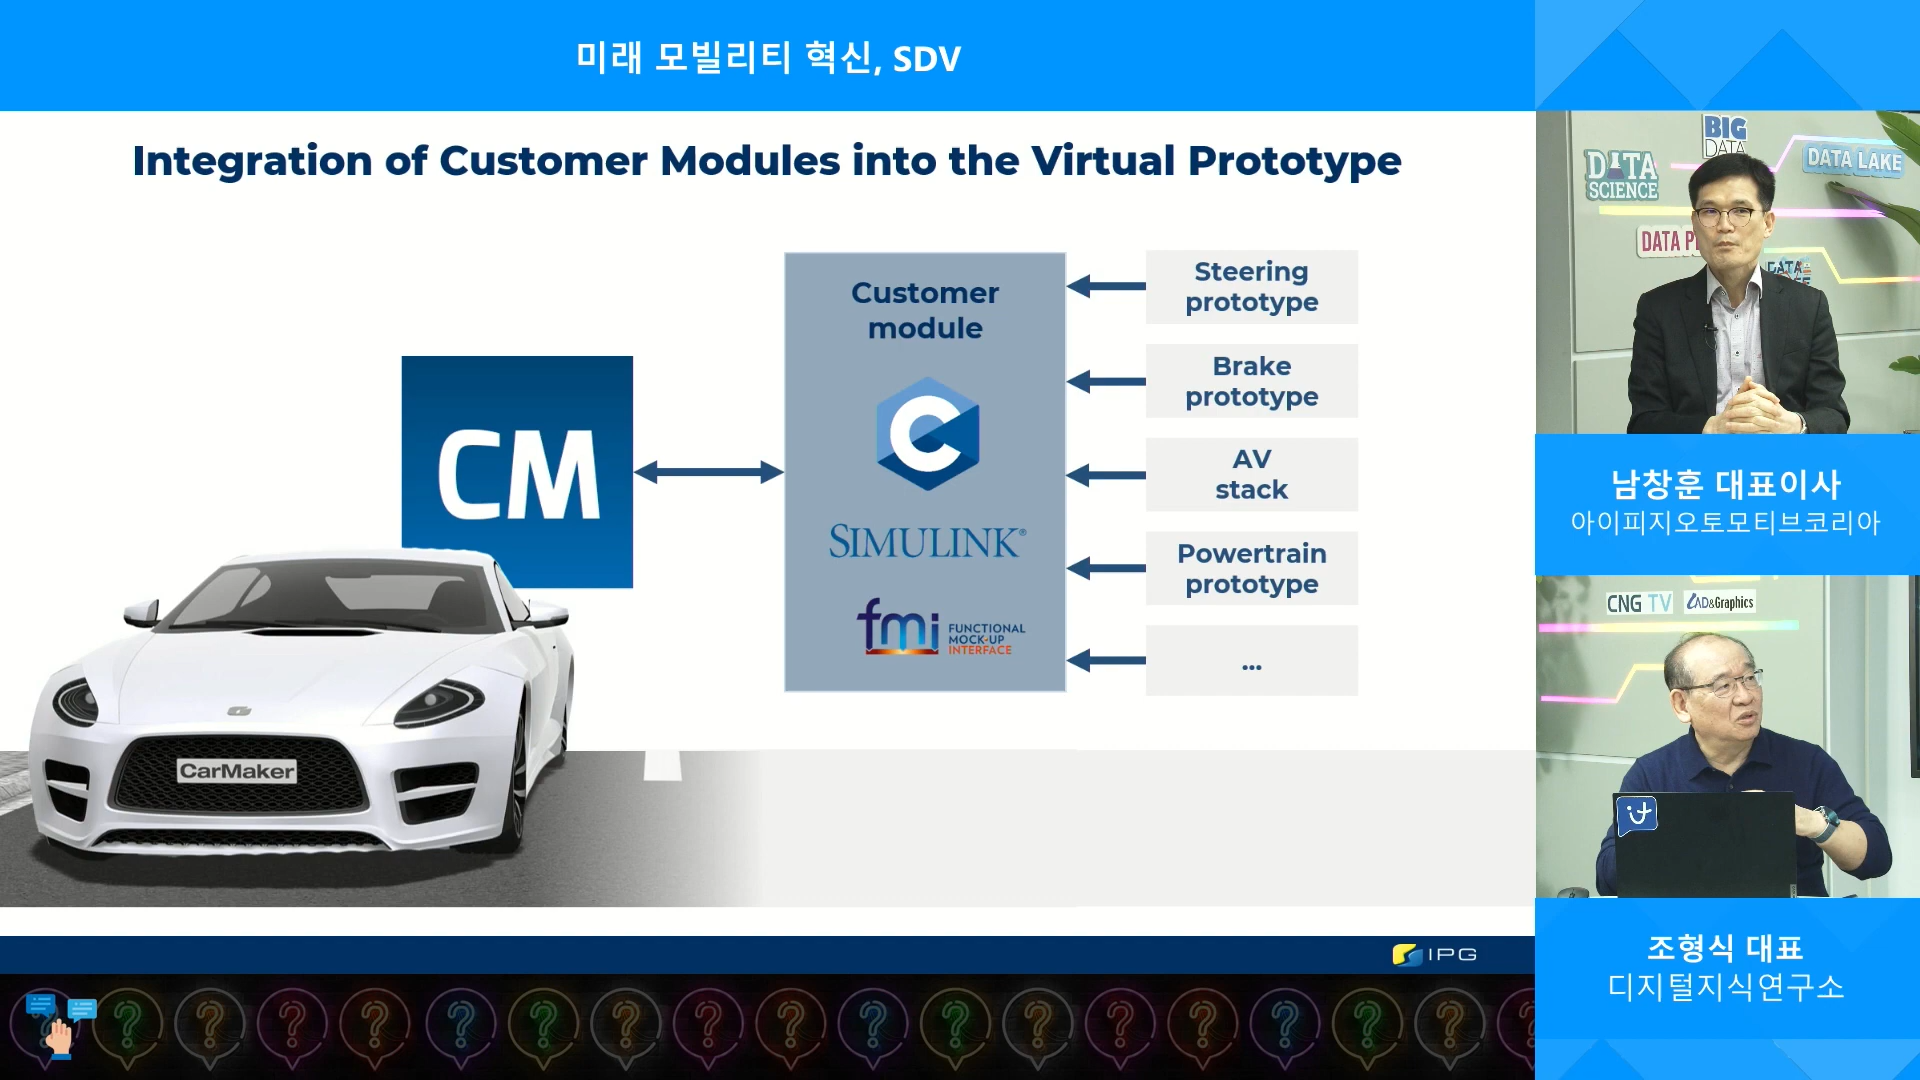 미래 모빌리티 혁신, SDV
Integration of Customer Modules into the Virtual Prototype
CM
CarMaker
Customer
module
C
SIMULINK®
fmi FUNCTIONAL
MOCK-UP
INTERFACE
Steering
prototype
Brake
prototype
AV
stack
Powertrain
prototype
...
IPG
BIG
DATA
DATA
SCIENCE
DATA LAKE
남창훈 대표이사
아이피지오토모티브코리아
CNG TV
CAD&Graphics
조형식 대표
디지털지식연구소